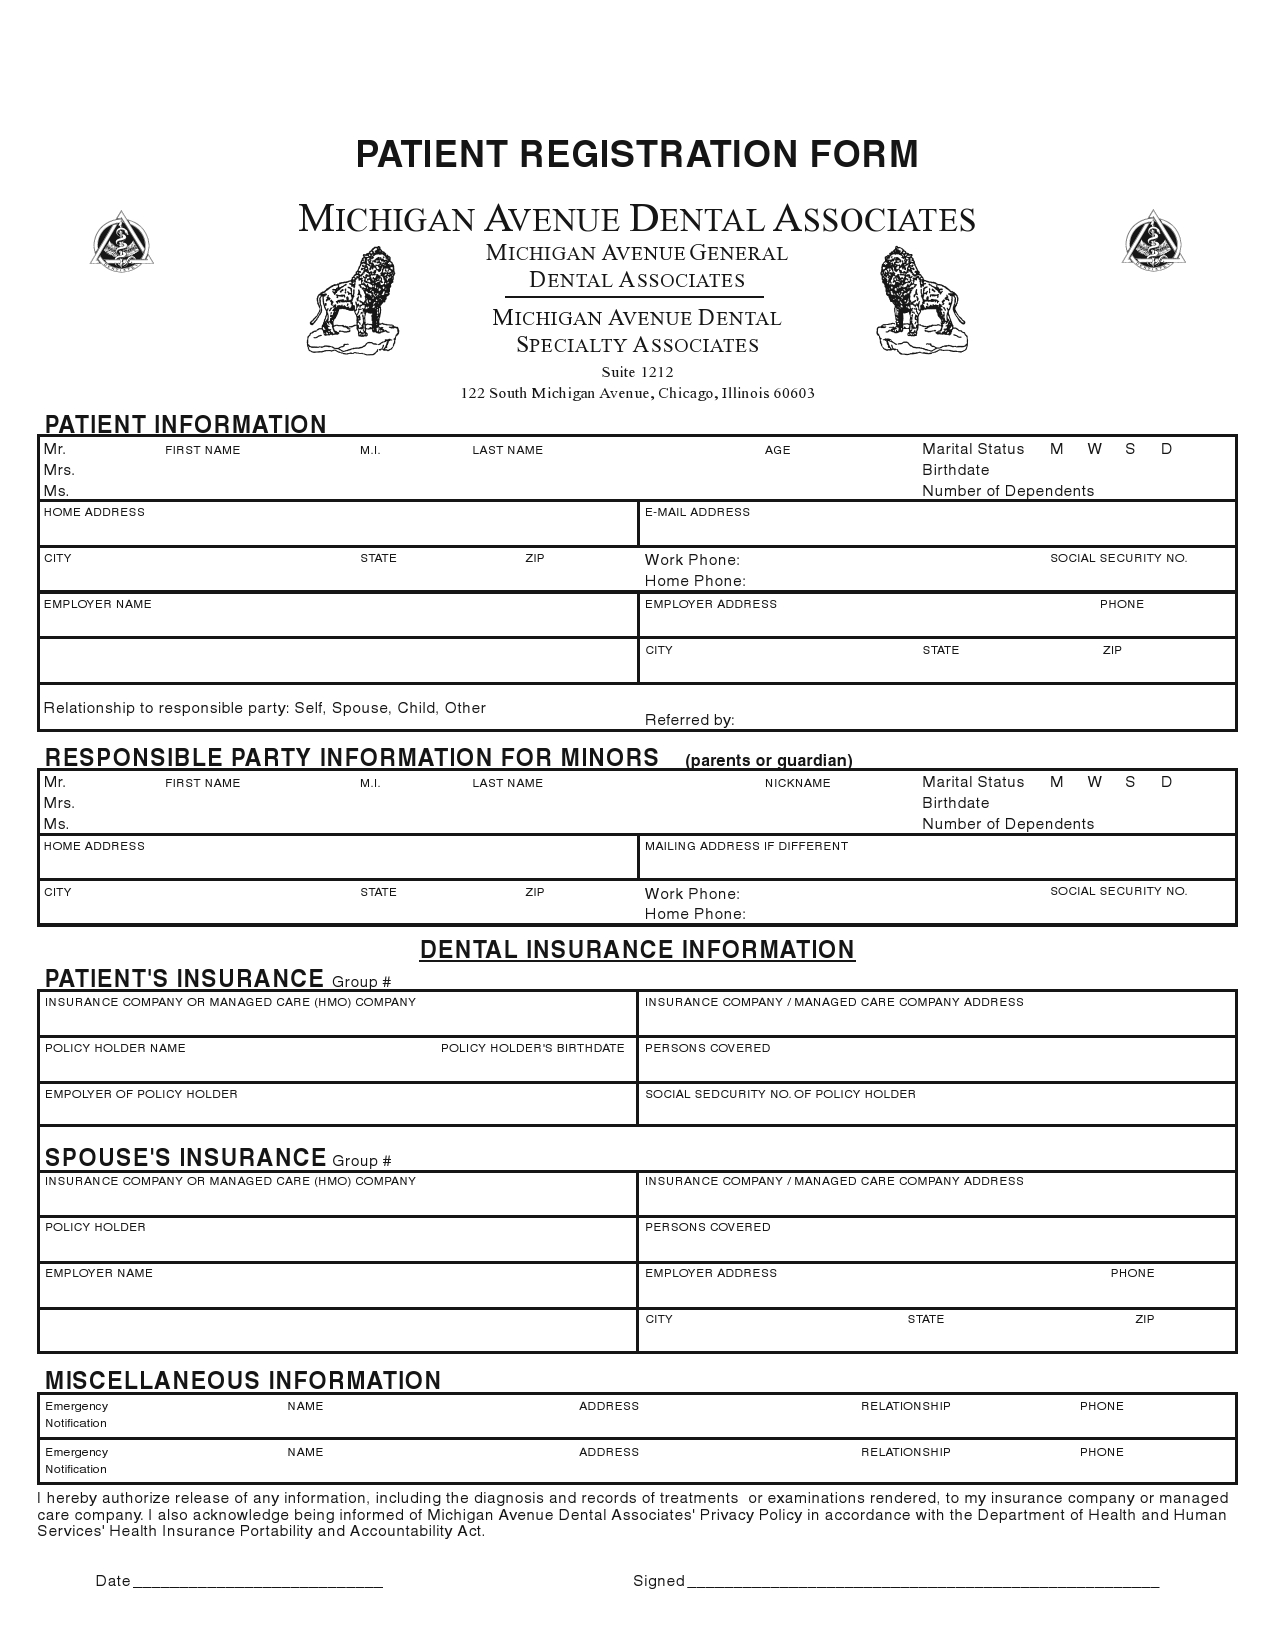 PATIENT REGISTRATION FORM
MICHIGAN AVENUE DENTAL ASSOCIATES
MICHIGAN AVENUE GENERAL
DENTAL ASSOCIATES
MICHIGAN AVENUE DENTAL
SPECIALTY ASSOCIATES
Suite 1212
122 South Michigan Avenue, Chicago, Illinois 60603
PATIENT INFORMATION
Mr. FIRST NAME M.I. LAST NAME AGE Marital Status M W S D
Mrs. Birthdate
Ms. Number of Dependents
HOME ADDRESS E-MAIL ADDRESS
CITY STATE ZIP Work Phone: SOCIAL SECURITY NO.
Home Phone:
EMPLOYER NAME EMPLOYER ADDRESS PHONE
CITY STATE ZIP
Relationship to responsible party: Self, Spouse, Child, Other
Referred by:
RESPONSIBLE PARTY INFORMATION FOR MINORS (parents or guardian)
Mr. FIRST NAME M.I. LAST NAME NICKNAME Marital Status M W S D
Mrs. Birthdate
Ms. Number of Dependents
HOME ADDRESS MAILING ADDRESS IF DIFFERENT
CITY STATE ZIP Work Phone: SOCIAL SECURITY NO.
Home Phone:
DENTAL INSURANCE INFORMATION
PATIENT'S INSURANCE Group #
INSURANCE COMPANY OR MANAGED CARE (HMO) COMPANY INSURANCE COMPANY / MANAGED CARE COMPANY ADDRESS
POLICY HOLDER NAME POLICY HOLDER'S BIRTHDATE PERSONS COVERED
EMPOLYER OF POLICY HOLDER SOCIAL SEDCURITY NO. OF POLICY HOLDER
SPOUSE'S INSURANCE Group #
INSURANCE COMPANY OR MANAGED CARE (HMO) COMPANY INSURANCE COMPANY / MANAGED CARE COMPANY ADDRESS
POLICY HOLDER PERSONS COVERED
EMPLOYER NAME EMPLOYER ADDRESS PHONE
CITY STATE ZIP
MISCELLANEOUS INFORMATION
Emergency NAME ADDRESS RELATIONSHIP PHONE
Notification
Emergency NAME ADDRESS RELATIONSHIP PHONE
Notification
I hereby authorize release of any information, including the diagnosis and records of treatments or examinations rendered, to my insurance company or managed
care company. I also acknowledge being informed of Michigan Avenue Dental Associates' Privacy Policy in accordance with the Department of Health and Human
Services' Health Insurance Portability and Accountability Act.
Date___________________________ Signed___________________________________________________